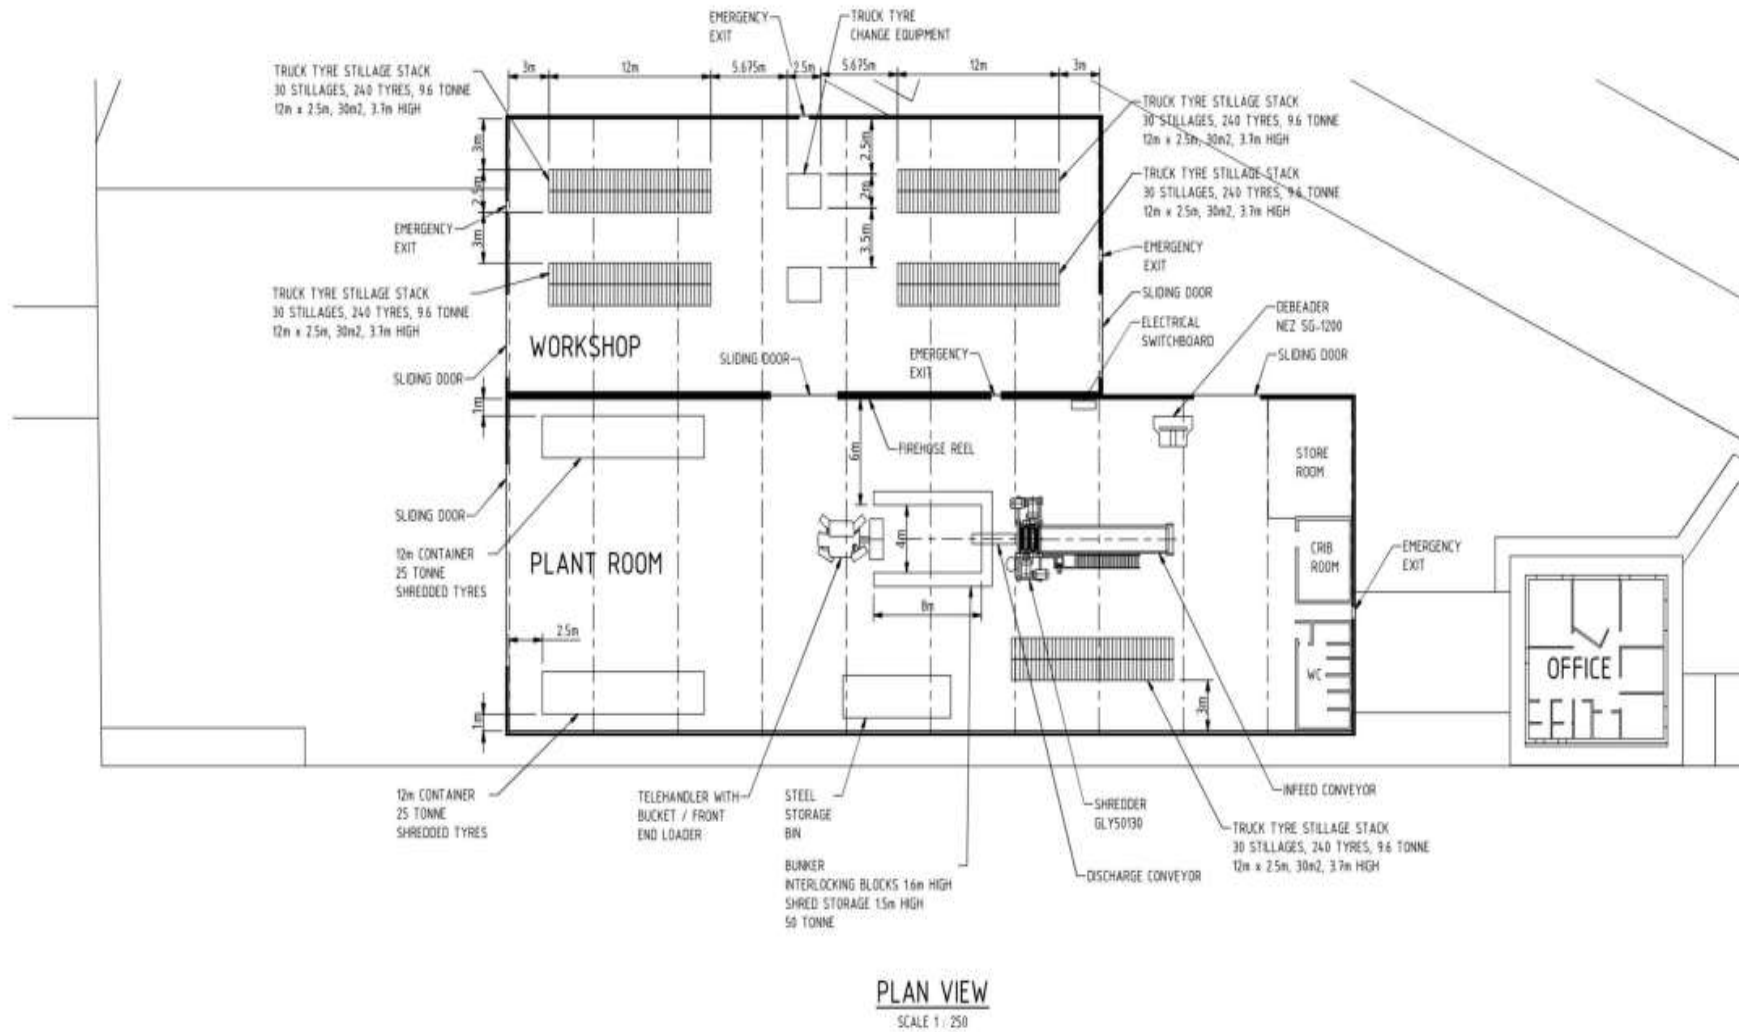 EMERGENCY
EXIT
TRUCK TYRE
CHANGE EQUIPMENT
TRUCK TYRE STILLAGE STACK
30 STILLAGES, 240 TYRES, 9.6 TONNE
12m x 2.5m, 30m2, 3.7m HIGH
3m
12m
5.675m
2.5m
5.675m
12m
3m
TRUCK TYRE STILLAGE STACK
30 STILLAGES, 240 TYRES, 9.6 TONNE
12m x 2.5m, 30m2, 3.7m HIGH
3m
2.5m
3m
2.5m
2m
3.5m
TRUCK TYRE STILLAGE STACK
30 STILLAGES, 240 TYRES, 9.6 TONNE
12m x 2.5m, 30m2, 3.7m HIGH
EMERGENCY
EXIT
EMERGENCY
EXIT
TRUCK TYRE STILLAGE STACK
30 STILLAGES, 240 TYRES, 9.6 TONNE
12m x 2.5m, 30m2, 3.7m HIGH
SLIDING DOOR
DEBEADER
NEZ SG-1200
ELECTRICAL
SWITCHBOARD
WORKSHOP
SLIDING DOOR
EMERGENCY
EXIT
SLIDING DOOR
SLIDING DOOR
1m
6m
FIREHOSE REEL
STORE
ROOM
SLIDING DOOR
12m CONTAINER
25 TONNE
SHREDDED TYRES
PLANT ROOM
4m
8m
CRIB
ROOM
EMERGENCY
EXIT
2.5m
1m
3m
WC
OFFICE
12m CONTAINER
25 TONNE
SHREDDED TYRES
TELEHANDLER WITH
BUCKET / FRONT
END LOADER
STEEL
STORAGE
BIN
BUNKER
INTERLOCKING BLOCKS 1.6m HIGH
SHRED STORAGE 1.5m HIGH
50 TONNE
SHREDDER
GLY50130
DISCHARGE CONVEYOR
INFEED CONVEYOR
TRUCK TYRE STILLAGE STACK
30 STILLAGES, 240 TYRES, 9.6 TONNE
12m x 2.5m, 30m2, 3.7m HIGH
PLAN VIEW
SCALE 1 : 250